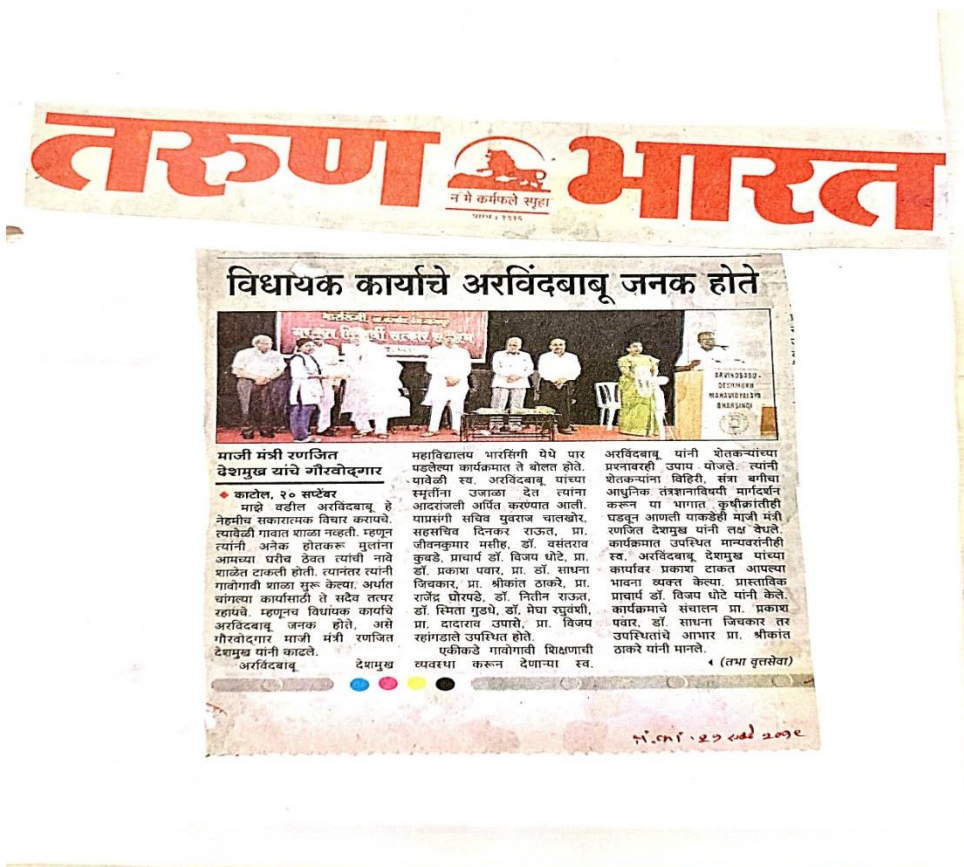 तरुण भारत
न मे कर्मफले स्पृहा
विधायक कार्याचे अरविंदबाबू जनक होते
ARVINDBABU
DESHMUKH
MAHAVIDYALAYA
BHARSINGI
माजी मंत्री रणजित
देशमुख यांचे गौरवोद्‌गार
काटोल, २० सप्टेंबर
माझे वडील अरविंदबाबू हे
नेहमीच सकारात्मक विचार करायचे.
त्यावेळी गावात शाळा नव्हती. म्हणून
त्यांनी अनेक होतकरू मुलांना
आमच्या घरीच ठेवत त्यांची नावे
शाळेत टाकली होती. त्यानंतर त्यांनी
गावोगावी शाळा सुरू केल्या. अर्थात
चांगल्या कार्यासाठी ते सदैव तत्पर
रहायचे. म्हणूनच विधायक कार्याचे
अरविंदबाबू जनक होते, असे
गौरवोद्‌गार माजी मंत्री रणजित
देशमुख यांनी काढले.
अरविंदबाबू देशमुख
महाविद्यालय भारसिंगी येथे पार
पडलेल्या कार्यक्रमात ते बोलत होते.
यावेळी स्व. अरविंदबाबू यांच्या
स्मृतींना उजाळा देत त्यांना
आदरांजली अर्पित करण्यात आली.
याप्रसंगी सचिव युवराज चालखोर,
सहसचिव दिनकर राऊत, प्रा.
जीवनकुमार मसीह, डॉ. वसंतराव
कुबडे, प्राचार्य डॉ. विजय धोटे, प्रा.
डॉ. प्रकाश पवार, प्रा. डॉ. साधना
जिचकार, प्रा. श्रीकांत ठाकरे, प्रा.
राजेंद्र घोरपडे, डॉ. नितीन राऊत,
डॉ. स्मिता गुडधे, डॉ. मेघा रघुवंशी,
प्रा. दादाराव उपासे, प्रा. विजय
रहांगडाले उपस्थित होते.
एकीकडे गावोगावी शिक्षणाची
व्यवस्था करून देणाऱ्या स्व.
अरविंदबाबू यांनी शेतकऱ्यांच्या
प्रश्नावरही उपाय योजले. त्यांनी
शेतकऱ्यांना विहिरी, संत्रा बगीचा
आधुनिक तंत्रज्ञानाविषयी मार्गदर्शन
करून या भागात कृषीक्रांतीही
घडवून आणली याकडेही माजी मंत्री
रणजित देशमुख यांनी लक्ष वेधले.
कार्यक्रमात उपस्थित मान्यवरांनीही
स्व. अरविंदबाबू देशमुख यांच्या
कार्यावर प्रकाश टाकत आपल्या
भावना व्यक्त केल्या. प्रास्ताविक
प्राचार्य डॉ. विजय धोटे यांनी केले.
कार्यक्रमाचे संचालन प्रा. प्रकाश
पवार, डॉ. साधना जिचकार तर
उपस्थितांचे आभार प्रा. श्रीकांत
ठाकरे यांनी मानले.
(तभा वृत्तसेवा)